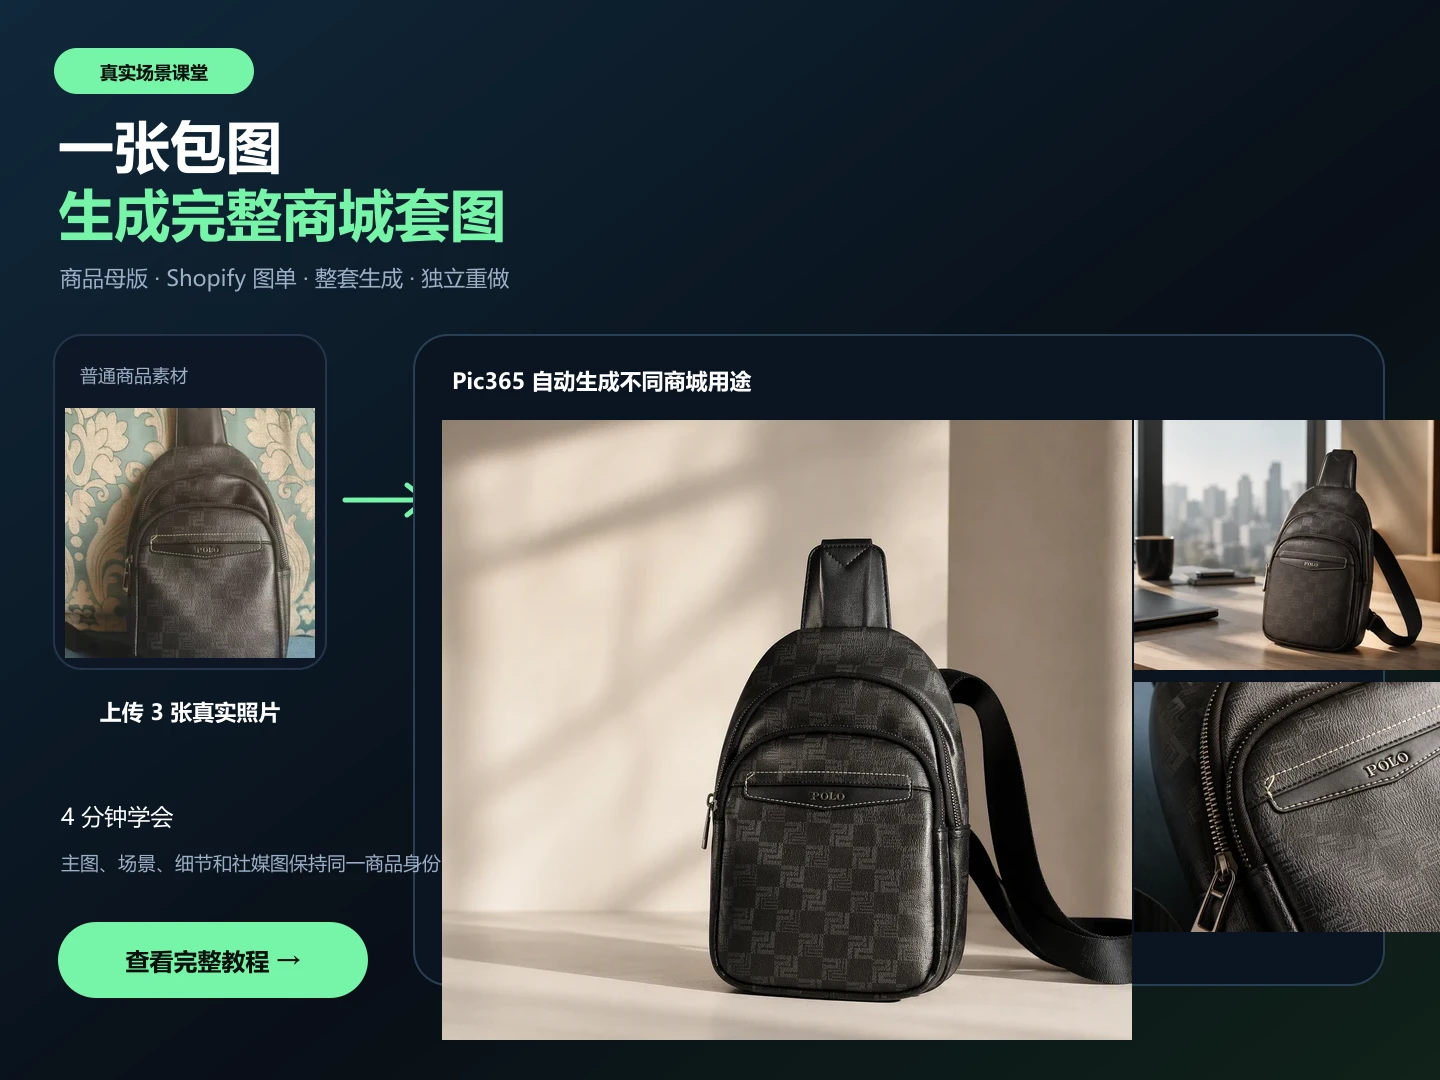 真实场景课堂
一张包图
生成完整商城套图
商品母版 · Shopify 图单 · 整套生成 · 独立重做
普通商品素材
POLO
上传 3 张真实照片
4 分钟学会
主图、场景、细节和社媒图保持同一商品身份
查看完整教程 →
Pic365 自动生成不同商城用途
POLO
POLO
POLO